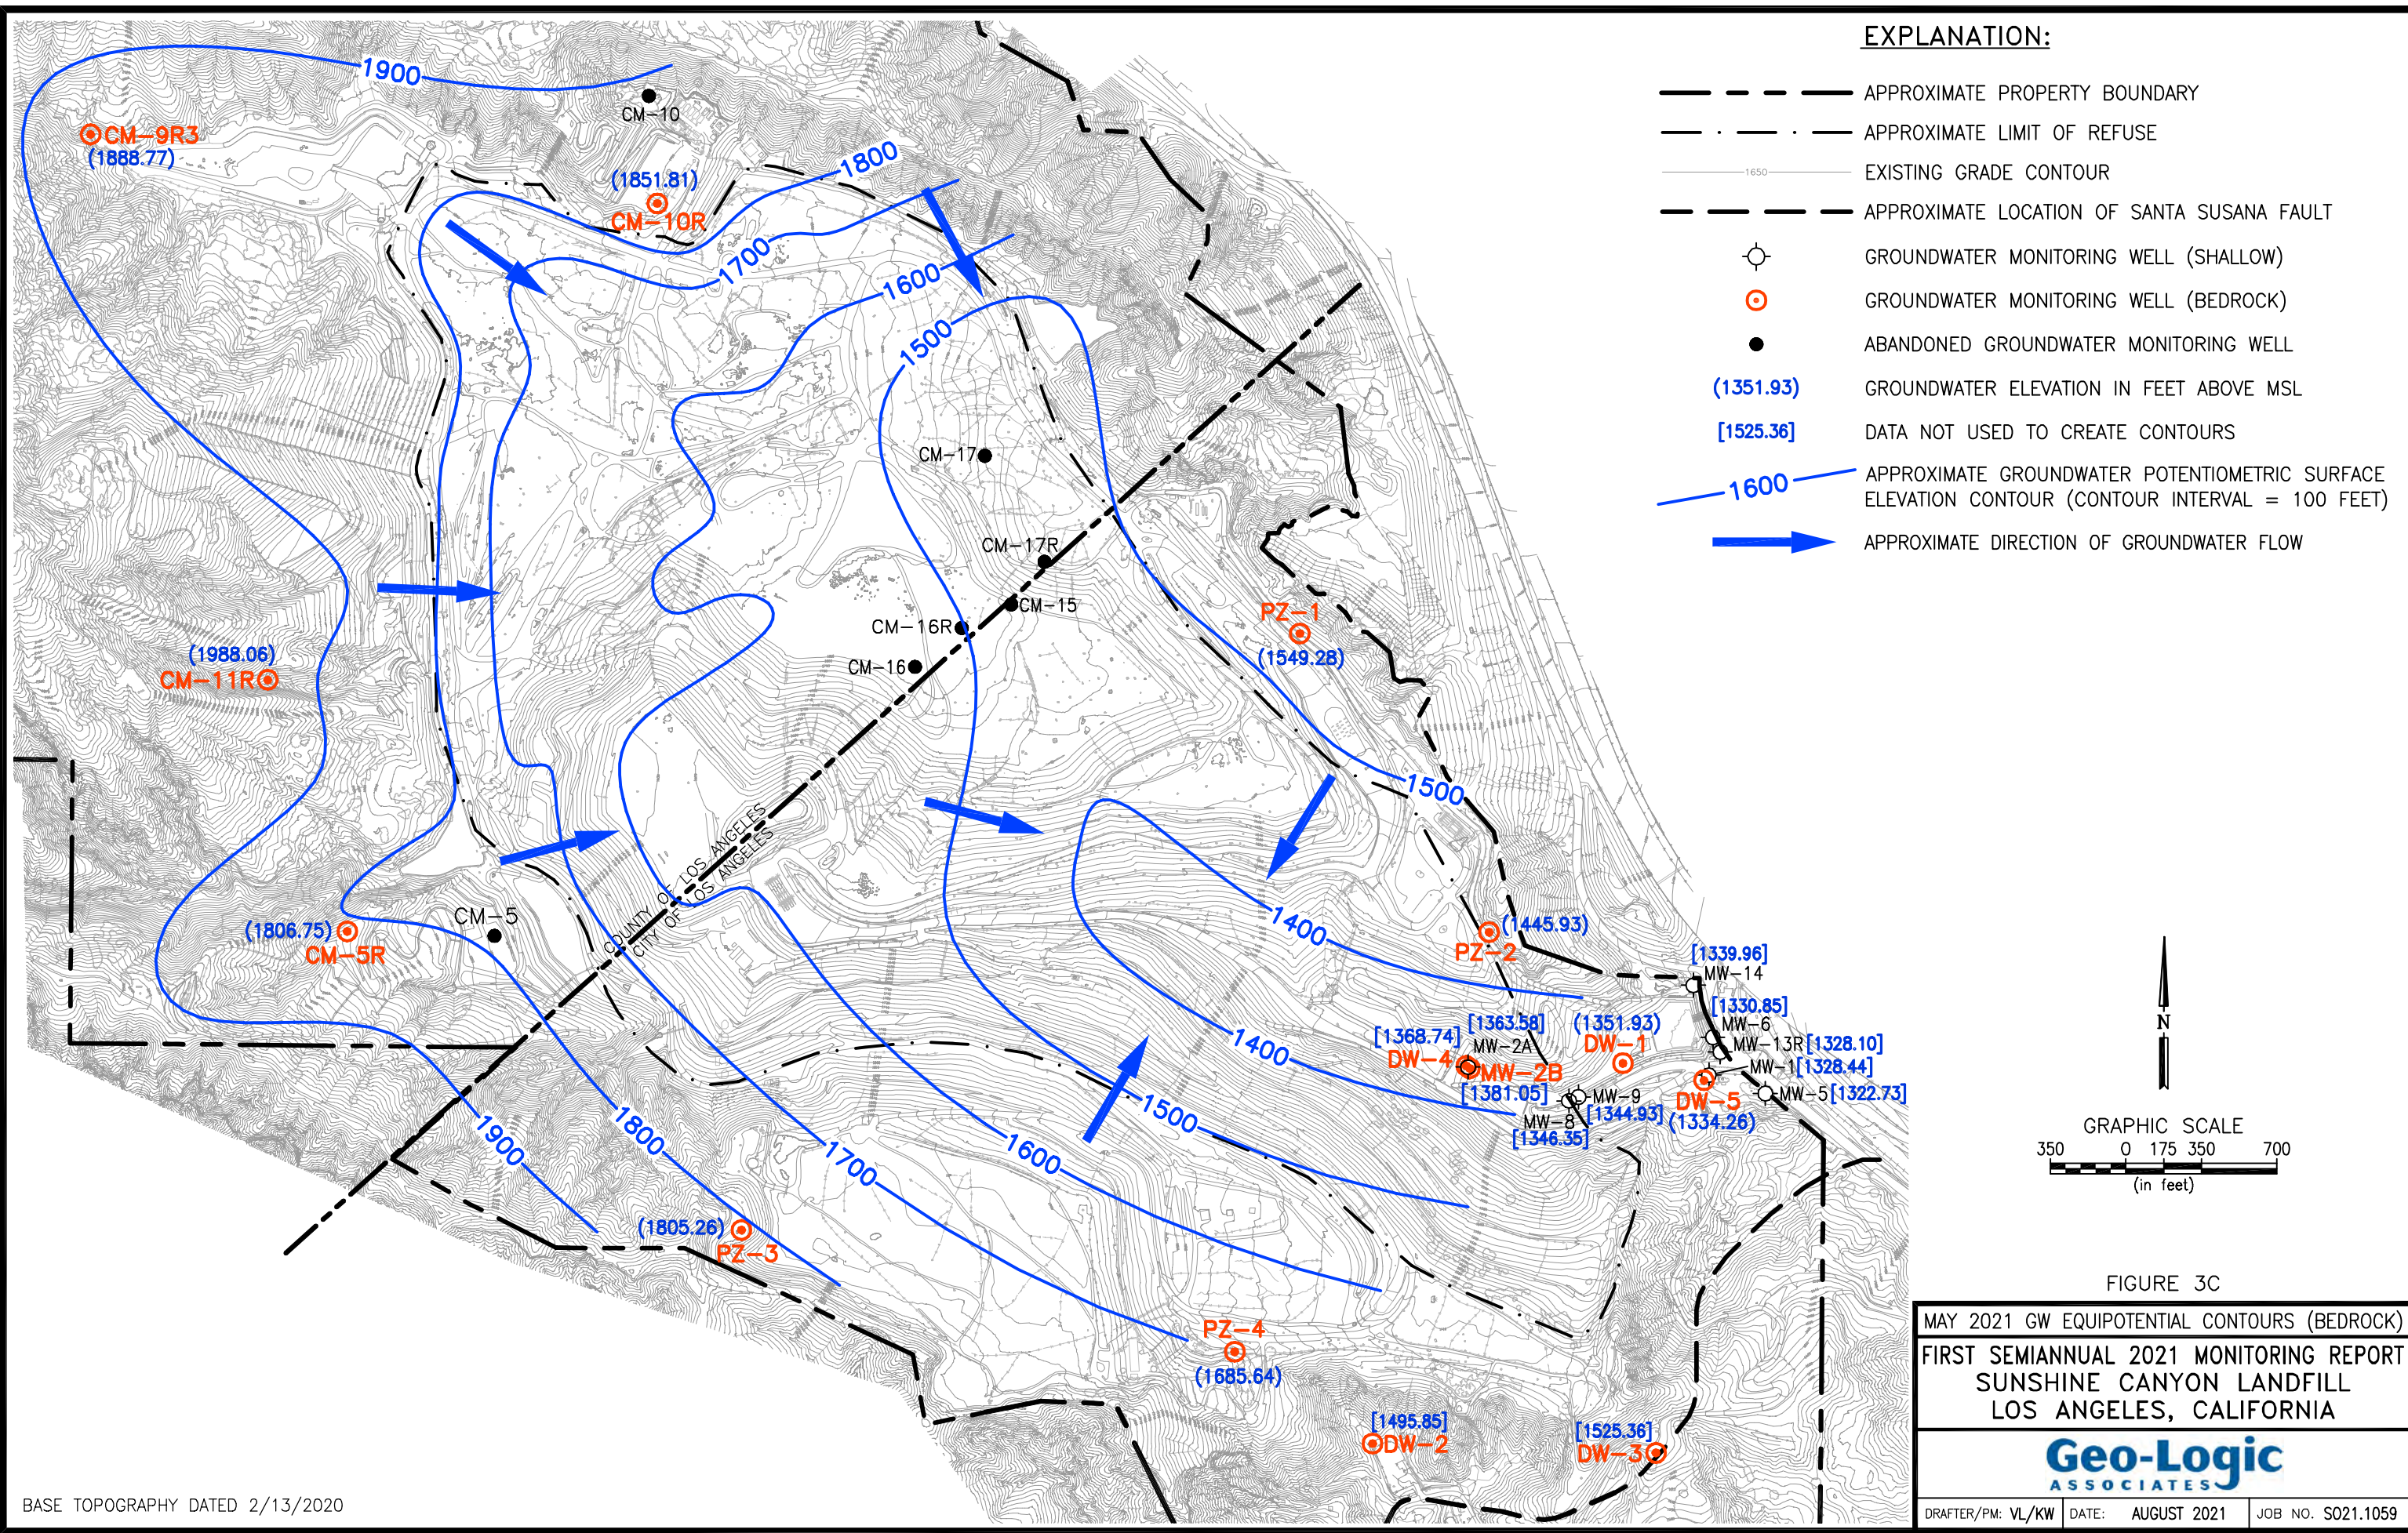 EXPLANATION:
APPROXIMATE PROPERTY BOUNDARY
APPROXIMATE LIMIT OF REFUSE
1650
EXISTING GRADE CONTOUR
APPROXIMATE LOCATION OF SANTA SUSANA FAULT
GROUNDWATER MONITORING WELL (SHALLOW)
GROUNDWATER MONITORING WELL (BEDROCK)
ABANDONED GROUNDWATER MONITORING WELL
(1351.93)
GROUNDWATER ELEVATION IN FEET ABOVE MSL
[1525.36]
DATA NOT USED TO CREATE CONTOURS
1600
APPROXIMATE GROUNDWATER POTENTIOMETRIC SURFACE
ELEVATION CONTOUR (CONTOUR INTERVAL = 100 FEET)
APPROXIMATE DIRECTION OF GROUNDWATER FLOW
1900
CM-10
CM-9R3
(1888.77)
1800
(1851.81)
CM-10R
1700
1600
1500
CM-17
CM-17R
CM-15
CM-16R
CM-16
PZ-1
(1549.28)
(1988.06)
CM-11R
1500
COUNTY OF LOS ANGELES
CITY OF LOS ANGELES
CM-5
(1806.75)
CM-5R
1400
(1445.93)
PZ-2
[1339.96]
MW-14
[1330.85]
MW-6
MW-13R[1328.10]
MW-1[1328.44]
MW-5[1322.73]
[1363.58]
MW-2A
(1351.93)
DW-1
[1368.74]
DW-4
MW-2B
[1381.05]
MW-9
[1344.93]
MW-8
[1346.35]
DW-5
(1334.26)
1400
1500
1600
1700
1800
1900
(1805.26)
PZ-3
PZ-4
(1685.64)
[1495.85]
DW-2
[1525.36]
DW-3
N
GRAPHIC SCALE
350 0 175 350 700
(in feet)
FIGURE 3C
MAY 2021 GW EQUIPOTENTIAL CONTOURS (BEDROCK)
FIRST SEMIANNUAL 2021 MONITORING REPORT
SUNSHINE CANYON LANDFILL
LOS ANGELES, CALIFORNIA
Geo-Logic
ASSOCIATES
DRAFTER/PM: VL/KW DATE: AUGUST 2021 JOB NO. SO21.1059
BASE TOPOGRAPHY DATED 2/13/2020